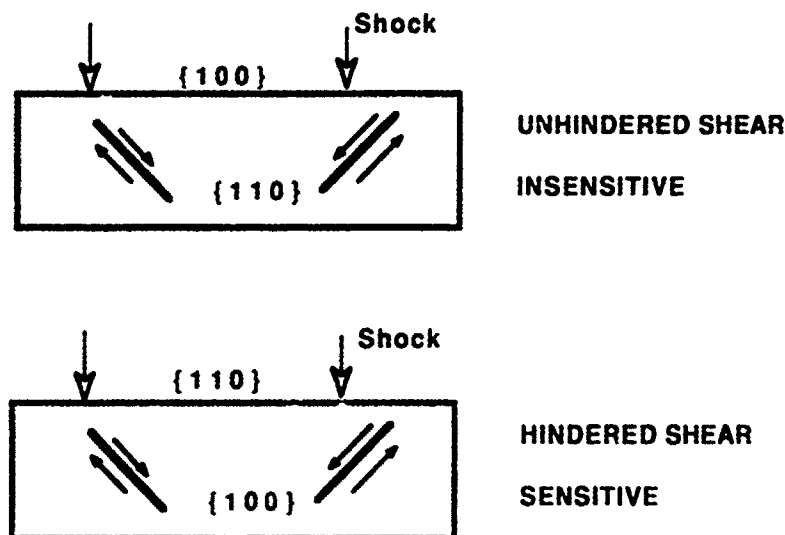 Shock
{100}
UNHINDERED SHEAR
{110}
INSENSITIVE
Shock
{110}
HINDERED SHEAR
{100}
SENSITIVE